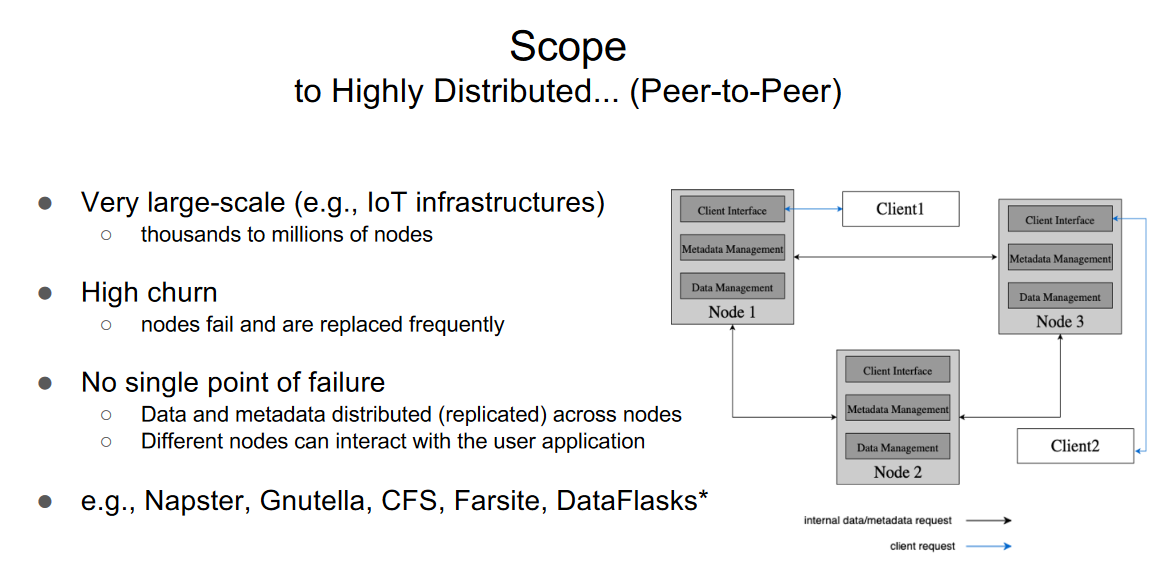 Scope
to Highly Distributed... (Peer-to-Peer)
● Very large-scale (e.g., IoT infrastructures)
○ thousands to millions of nodes
● High churn
○ nodes fail and are replaced frequently
● No single point of failure
○ Data and metadata distributed (replicated) across nodes
○ Different nodes can interact with the user application
● e.g., Napster, Gnutella, CFS, Farsite, DataFlasks*
Client Interface
Metadata Management
Data Management
Node 1
Client1
Client Interface
Metadata Management
Data Management
Node 3
Client Interface
Metadata Management
Data Management
Node 2
Client2
internal data/metadata request
client request